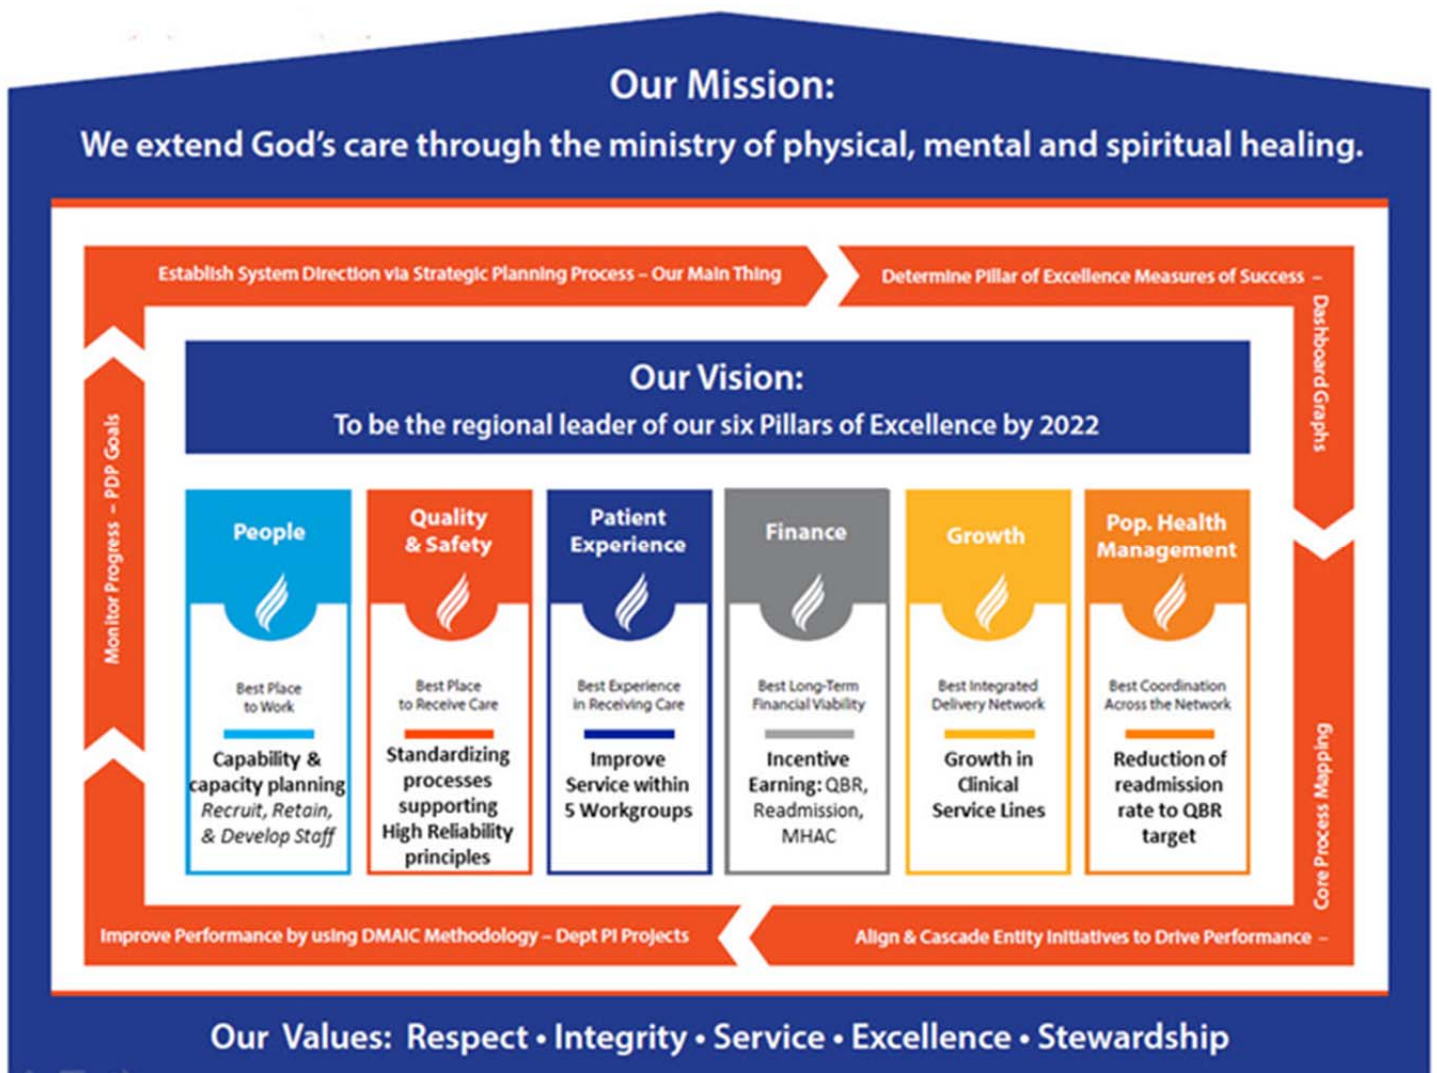 Our Mission:
We extend God's care through the ministry of physical, mental and spiritual healing.
Establish System Direction via Strategic Planning Process – Our Main Thing
Determine Pillar of Excellence Measures of Success –
Dashboard Graphs
Core Process Mapping
Align & Cascade Entity Initiatives to Drive Performance –
Improve Performance by using DMAIC Methodology – Dept PI Projects
Monitor Progress – PDP Goals
Our Vision:
To be the regional leader of our six Pillars of Excellence by 2022
People
Best Place
to Work
Capability &
capacity planning
Recruit, Retain,
& Develop Staff
Quality
& Safety
Best Place
to Receive Care
Standardizing
processes
supporting
High Reliability
principles
Patient
Experience
Best Experience
in Receiving Care
Improve
Service within
5 Workgroups
Finance
Best Long-Term
Financial Viability
Incentive
Earning: QBR,
Readmission,
MHAC
Growth
Best Integrated
Delivery Network
Growth in
Clinical
Service Lines
Pop. Health
Management
Best Coordination
Across the Network
Reduction of
readmission
rate to QBR
target
Our Values: Respect • Integrity • Service • Excellence • Stewardship